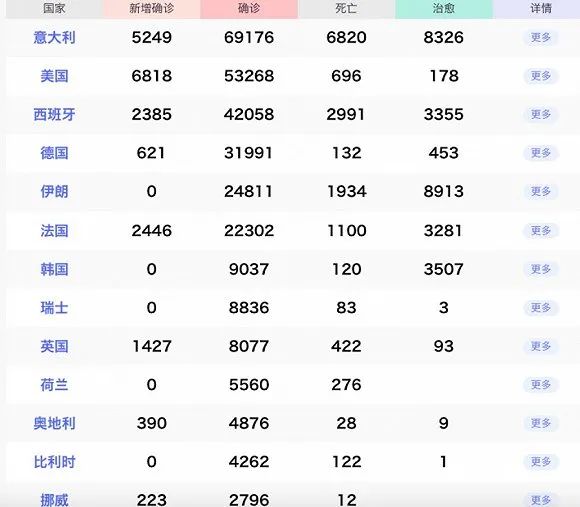 国家 新增确诊 确诊 死亡 治愈 详情
意大利 5249 69176 6820 8326 更多
美国 6818 53268 696 178 更多
西班牙 2385 42058 2991 3355 更多
德国 621 31991 132 453 更多
伊朗 0 24811 1934 8913 更多
法国 2446 22302 1100 3281 更多
韩国 0 9037 120 3507 更多
瑞士 0 8836 83 3 更多
英国 1427 8077 422 93 更多
荷兰 0 5560 276 更多
奥地利 390 4876 28 9 更多
比利时 0 4262 122 1 更多
挪威 223 2796 12 更多